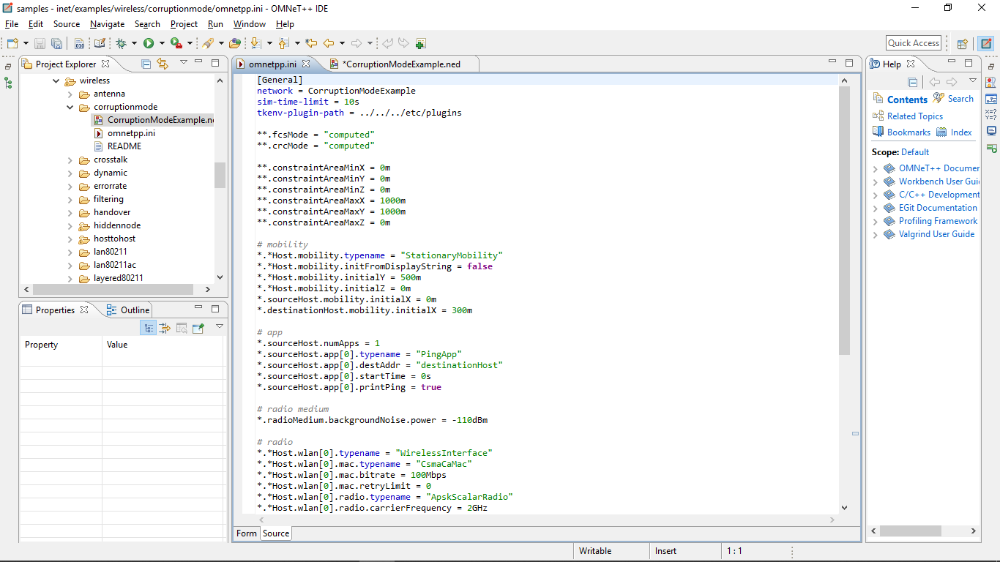 samples - inet/examples/wireless/corruptionmode/omnetpp.ini - OMNeT++ IDE
File Edit Source Navigate Search Project Run Window Help
Quick Access
Project Explorer
wireless
antenna
corruptionmode
CorruptionModeExample.ne
omnetpp.ini
README
crosstalk
dynamic
errorrate
filtering
handover
hiddennode
hosttohost
lan80211
lan80211ac
layered80211
Properties Outline
Property Value
omnetpp.ini *CorruptionModeExample.ned
[General]
network = CorruptionModeExample
sim-time-limit = 10s
tkenv-plugin-path = ../../../etc/plugins
**.fcsMode = "computed"
**.crcMode = "computed"
**.constraintAreaMinX = 0m
**.constraintAreaMinY = 0m
**.constraintAreaMinZ = 0m
**.constraintAreaMaxX = 1000m
**.constraintAreaMaxY = 1000m
**.constraintAreaMaxZ = 0m
# mobility
*.*Host.mobility.typename = "StationaryMobility"
*.*Host.mobility.initFromDisplayString = false
*.*Host.mobility.initialY = 500m
*.*Host.mobility.initialZ = 0m
*.sourceHost.mobility.initialX = 0m
*.destinationHost.mobility.initialX = 300m
# app
*.sourceHost.numApps = 1
*.sourceHost.app[0].typename = "PingApp"
*.sourceHost.app[0].destAddr = "destinationHost"
*.sourceHost.app[0].startTime = 0s
*.sourceHost.app[0].printPing = true
# radio medium
*.radioMedium.backgroundNoise.power = -110dBm
# radio
*.*Host.wlan[0].typename = "WirelessInterface"
*.*Host.wlan[0].mac.typename = "CsmaCaMac"
*.*Host.wlan[0].mac.bitrate = 100Mbps
*.*Host.wlan[0].mac.retryLimit = 0
*.*Host.wlan[0].radio.typename = "ApskScalarRadio"
*.*Host.wlan[0].radio.carrierFrequency = 2GHz
Form Source
Help
Contents Search
Related Topics
Bookmarks Index
Scope: Default
OMNeT++ Documen
Workbench User Guid
C/C++ Development
EGit Documentation
Profiling Framework
Valgrind User Guide
Writable Insert 1 : 1